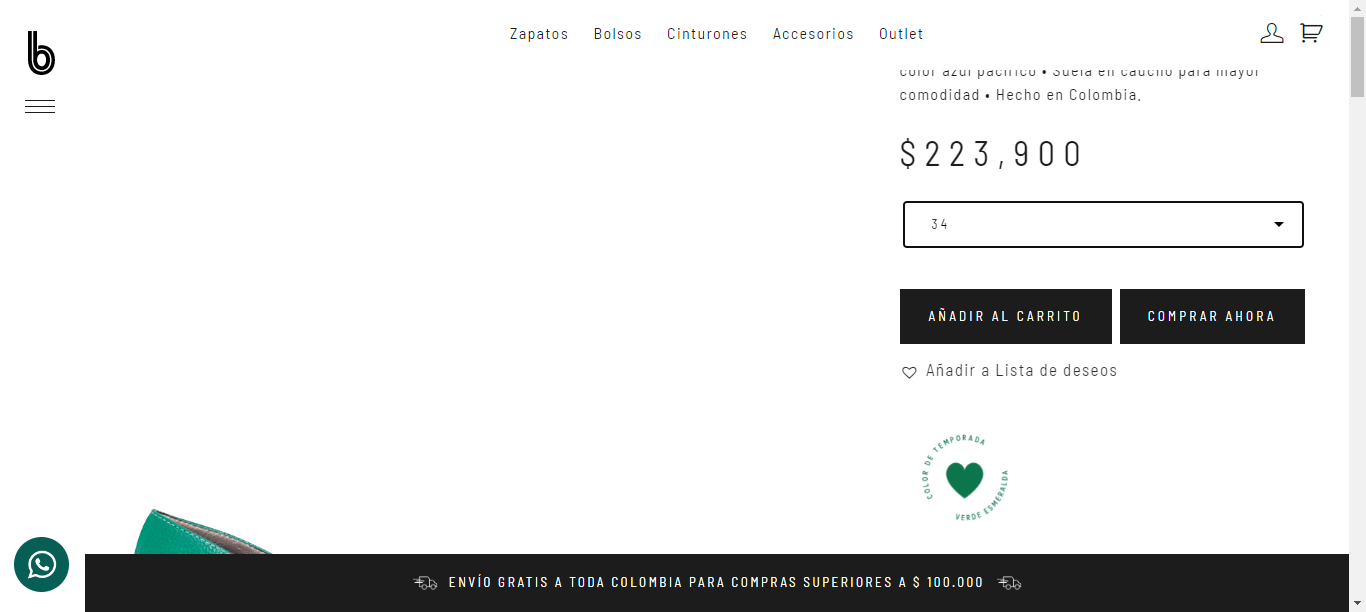 b
Zapatos Bolsos Cinturones Accesorios Outlet
color azul pacífico • Suela en caucho para mayor
comodidad • Hecho en Colombia.
$223,900
34
AÑADIR AL CARRITO COMPRAR AHORA
Añadir a Lista de deseos
COLOR DE TEMPORADA
VERDE ESMERALDA
ENVÍO GRATIS A TODA COLOMBIA PARA COMPRAS SUPERIORES A $ 100.000